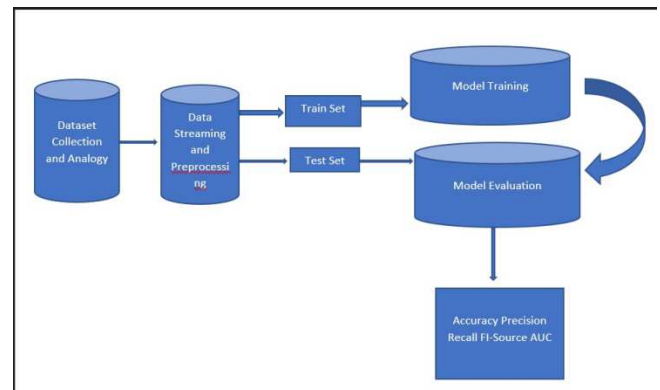 Dataset
Collection
and Analogy
Data
Streaming
and
Preprocessi
ng
Train Set
Test Set
Model Training
Model Evaluation
Accuracy Precision
Recall FI-Source AUC